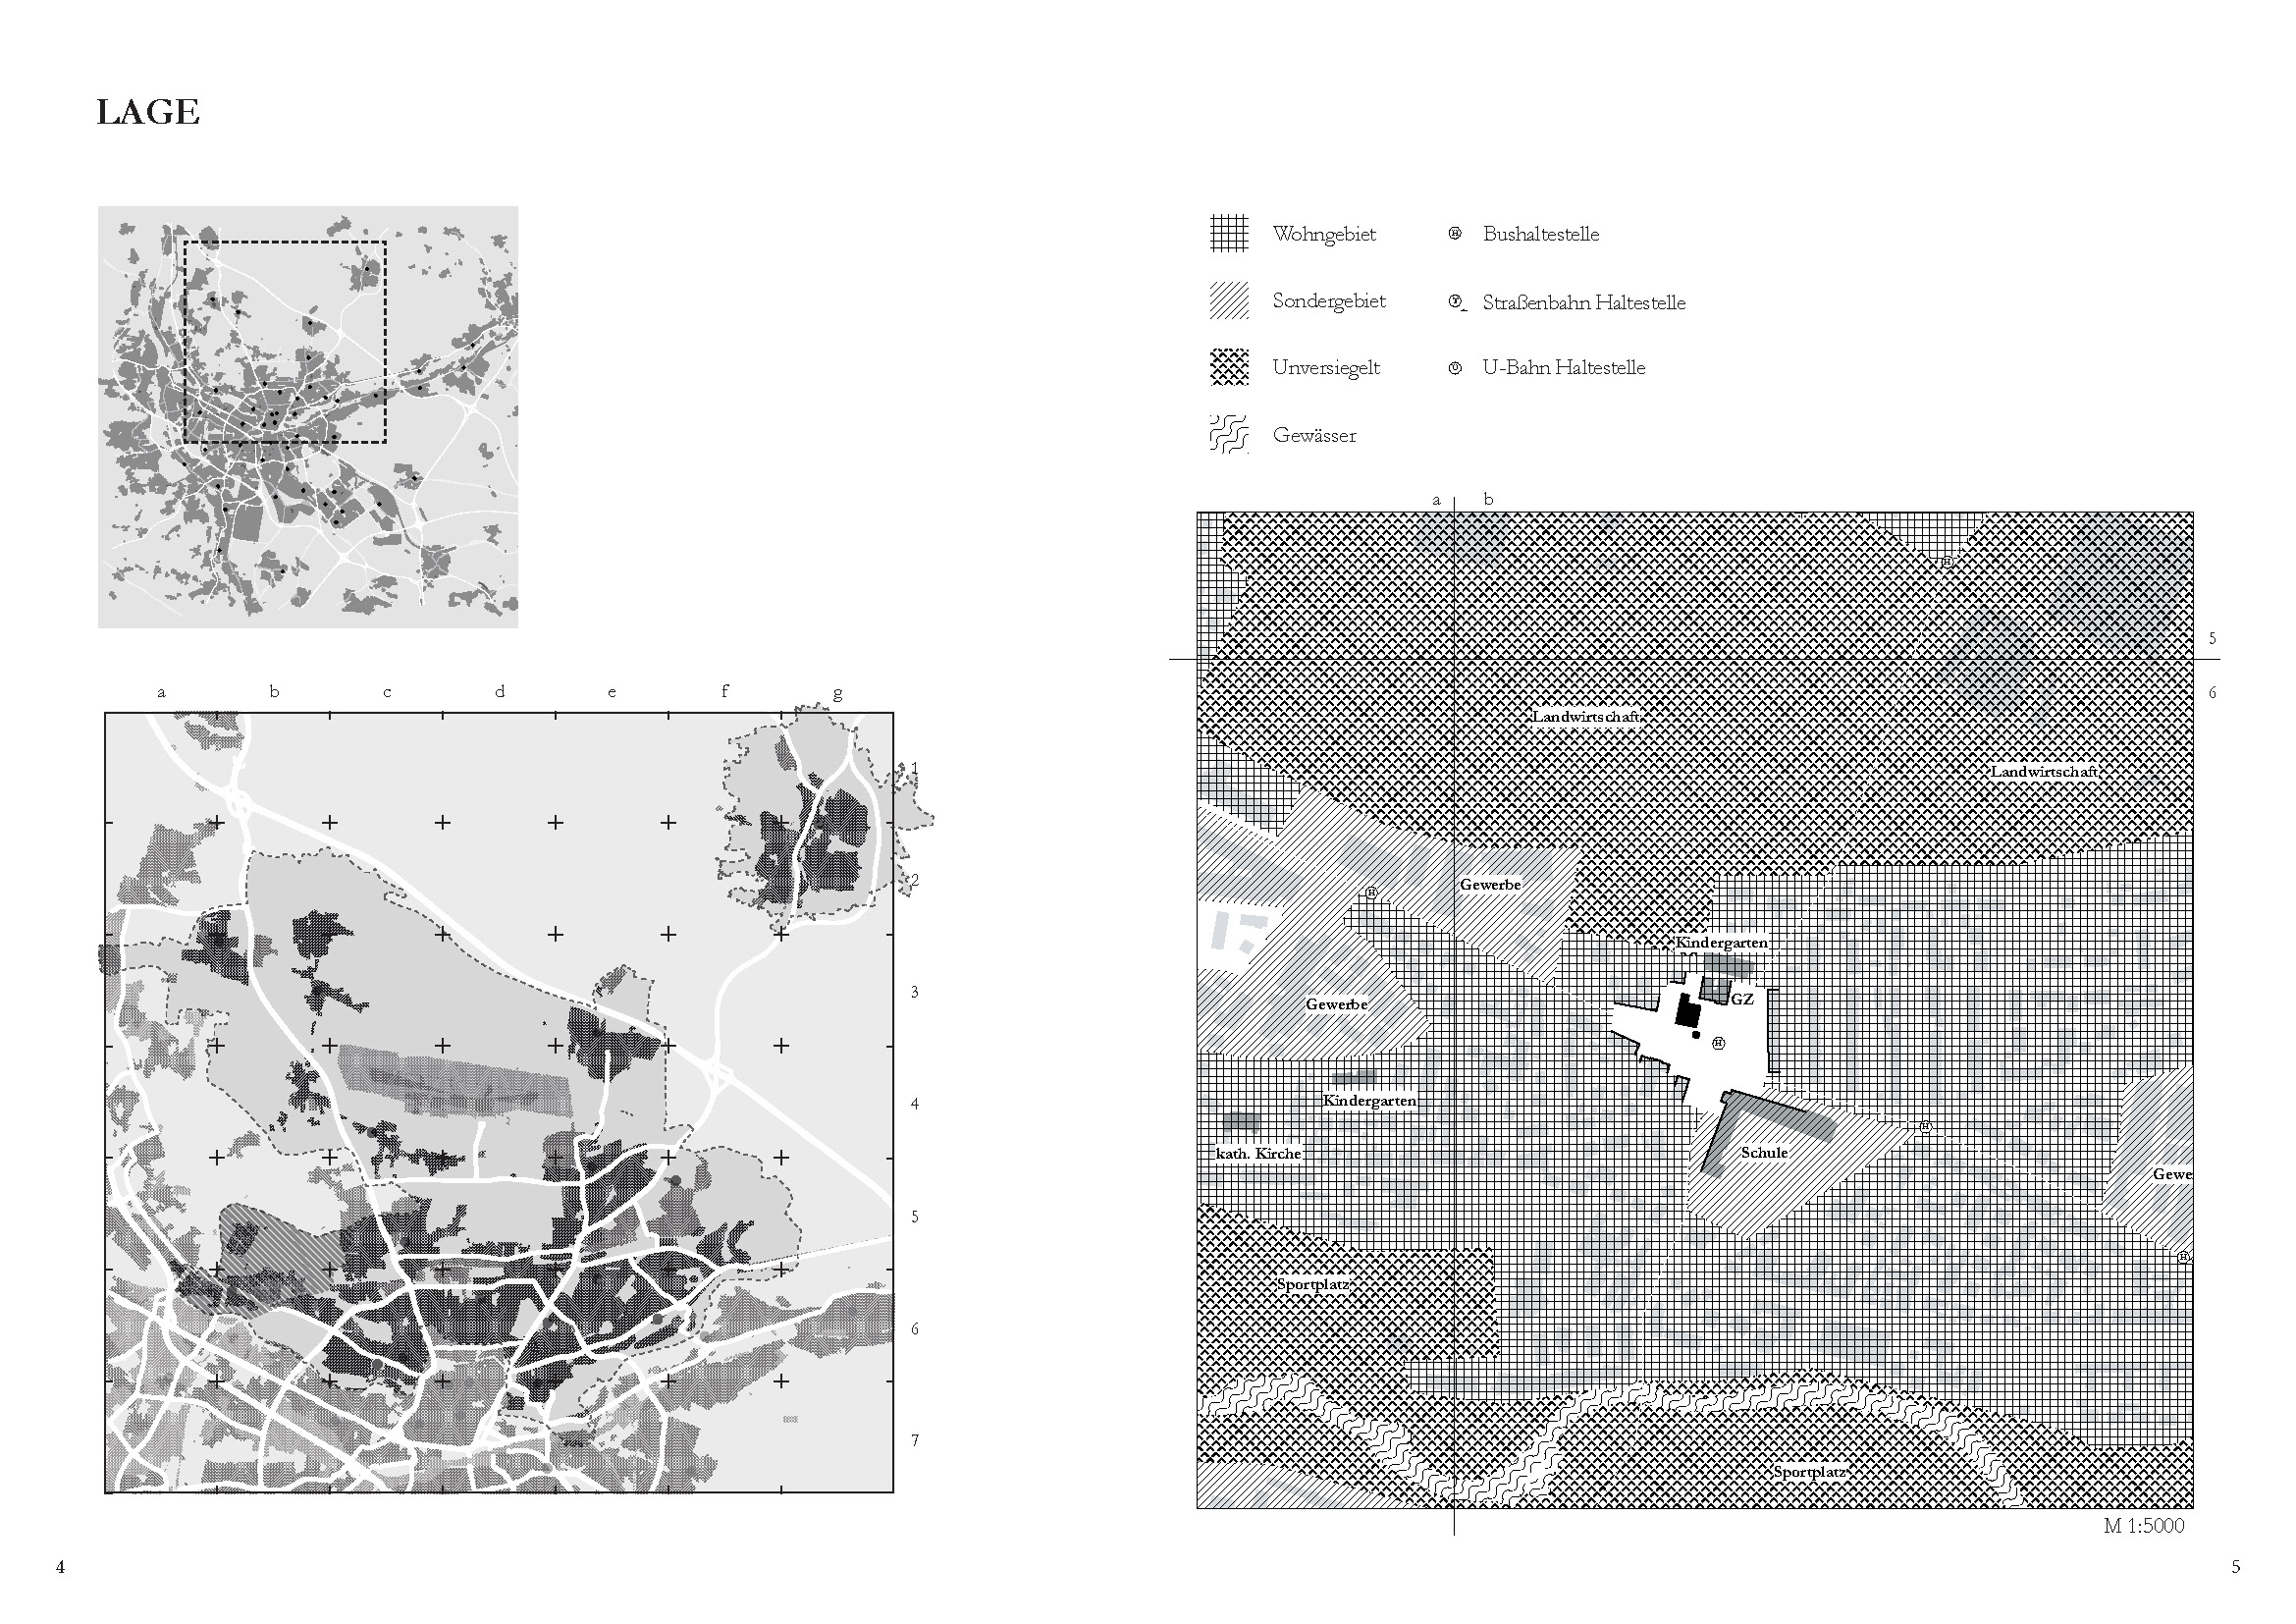 LAGE
a b c d e f g
1
2
3
4
5
6
7
4
Wohngebiet
Bushaltestelle
Sondergebiet
Straßenbahn Haltestelle
Unversiegelt
U-Bahn Haltestelle
Gewässer
a b
5
6
H
Landwirtschaft
Landwirtschaft
Gewerbe
H
Kindergarten
GZ
Gewerbe
H
Kindergarten
H
kath. Kirche
Schule
Gewe
H
Sportplatz
Sportplatz
M 1:5000
5